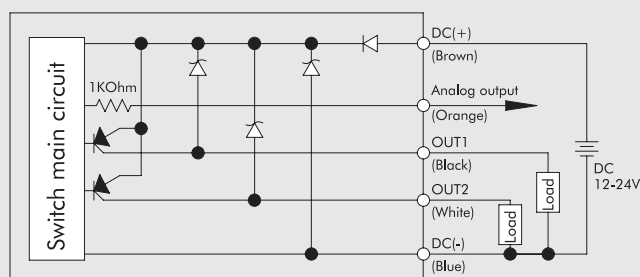 DC(+)
(Brown)
1KOhm
Analog output
(Orange)
Switch main circuit
OUT1
(Black)
OUT2
(White)
DC(-)
(Blue)
Load
Load
DC
12-24V